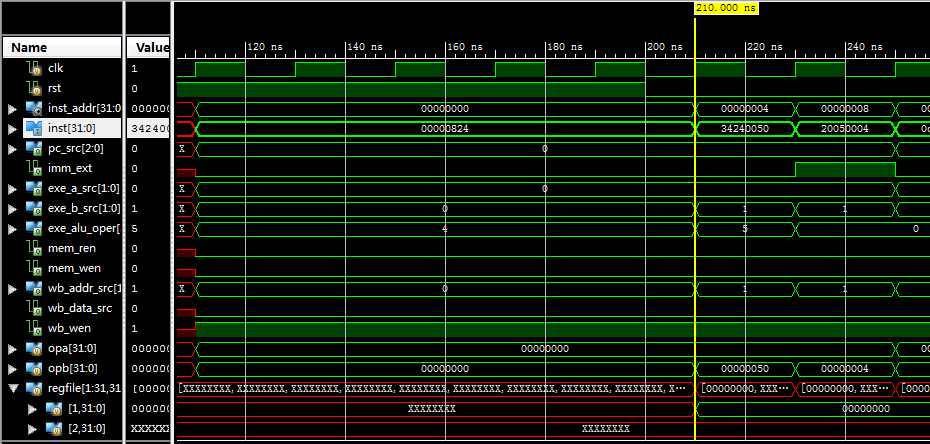 210.000 ns
Name Value
120 ns 140 ns 160 ns 180 ns 200 ns 220 ns 240 ns
clk 1
rst 0
inst_addr[31:0 000000 00000000 00000004 00000008 00
inst[31:0] 342400 00000824 34240050 20050004 0c
pc_src[2:0] 0 X 0
imm_ext 0
exe_a_src[1:0] 0 X 0
exe_b_src[1:0] 1 X 0 1 1
exe_alu_oper[ 5 X 4 5 0
mem_ren 0
mem_wen 0
wb_addr_src[1 1 X 0 1 1
wb_data_src 0
wb_wen 1
opa[31:0] 000000 00000000 00
opb[31:0] 000000 00000000 00000050 00000004 00
regfile[1:31,31 [00000 [XXXXXXXX,XXXXXXXX,XXXXXXXX,XXXXXXXX,XXXXXXXX,XXXXXXXX,XXXXXXXX,XXXXXXXX,X... [00000000,XXX... [00000000,XXX... [0000
[1,31:0] 000000 XXXXXXXX 00000000
[2,31:0] XXXXXX XXXXXXXX